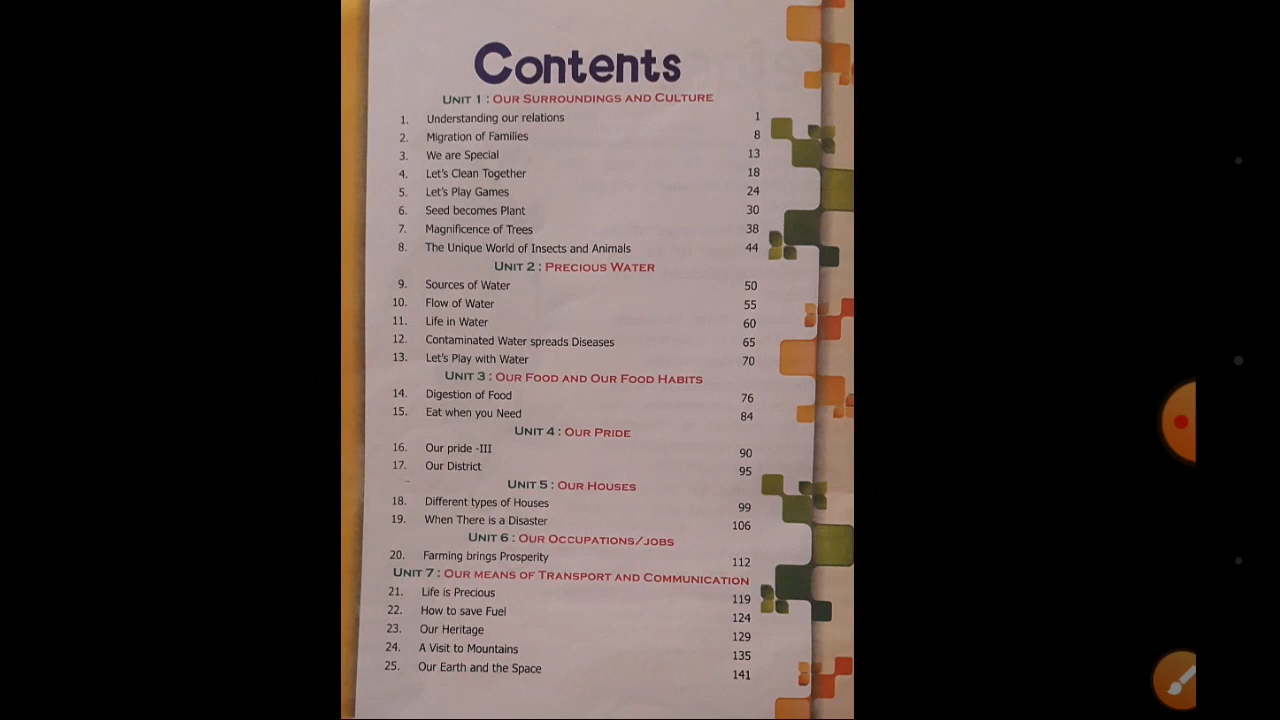 Contents
UNIT 1 : OUR SURROUNDINGS AND CULTURE
1. Understanding our relations 1
2. Migration of Families 8
3. We are Special 13
4. Let's Clean Together 18
5. Let's Play Games 24
6. Seed becomes Plant 30
7. Magnificence of Trees 38
8. The Unique World of Insects and Animals 44
UNIT 2 : PRECIOUS WATER
9. Sources of Water 50
10. Flow of Water 55
11. Life in Water 60
12. Contaminated Water spreads Diseases 65
13. Let's Play with Water 70
UNIT 3 : OUR FOOD AND OUR FOOD HABITS
14. Digestion of Food 76
15. Eat when you Need 84
UNIT 4 : OUR PRIDE
16. Our pride -III 90
17. Our District 95
UNIT 5 : OUR HOUSES
18. Different types of Houses 99
19. When There is a Disaster 106
UNIT 6 : OUR OCCUPATIONS/JOBS
20. Farming brings Prosperity 112
UNIT 7 : OUR MEANS OF TRANSPORT AND COMMUNICATION
21. Life is Precious 119
22. How to save Fuel 124
23. Our Heritage 129
24. A Visit to Mountains 135
25. Our Earth and the Space 141